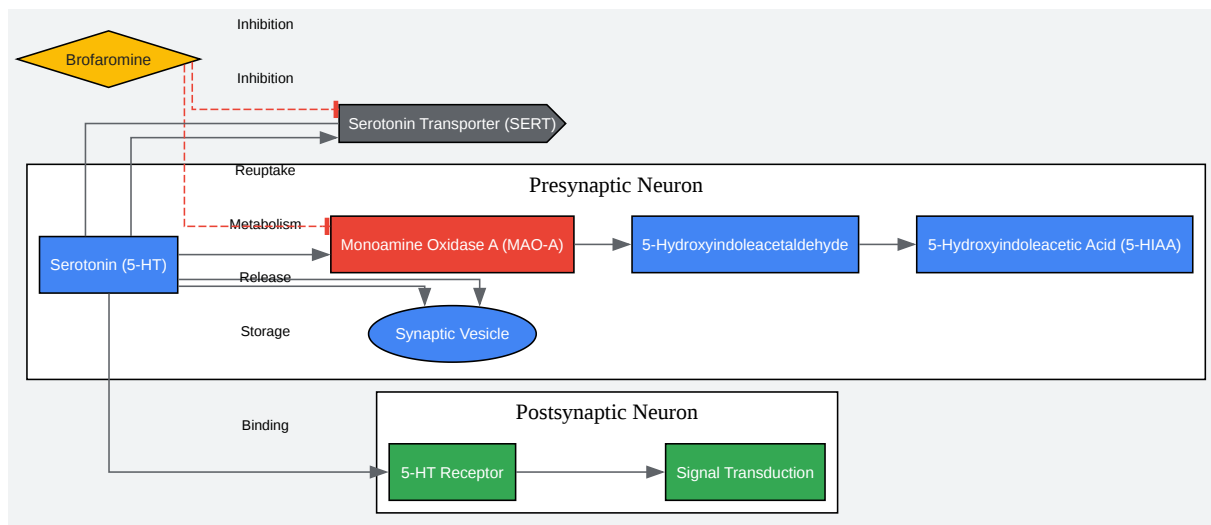 Inhibition
Brofaromine
Inhibition
Serotonin Transporter (SERT)
Reuptake
Presynaptic Neuron
Metabolism
Monoamine Oxidase A (MAO-A)
5-Hydroxyindoleacetaldehyde
5-Hydroxyindoleacetic Acid (5-HIAA)
Serotonin (5-HT)
Release
Storage
Synaptic Vesicle
Postsynaptic Neuron
Binding
5-HT Receptor
Signal Transduction